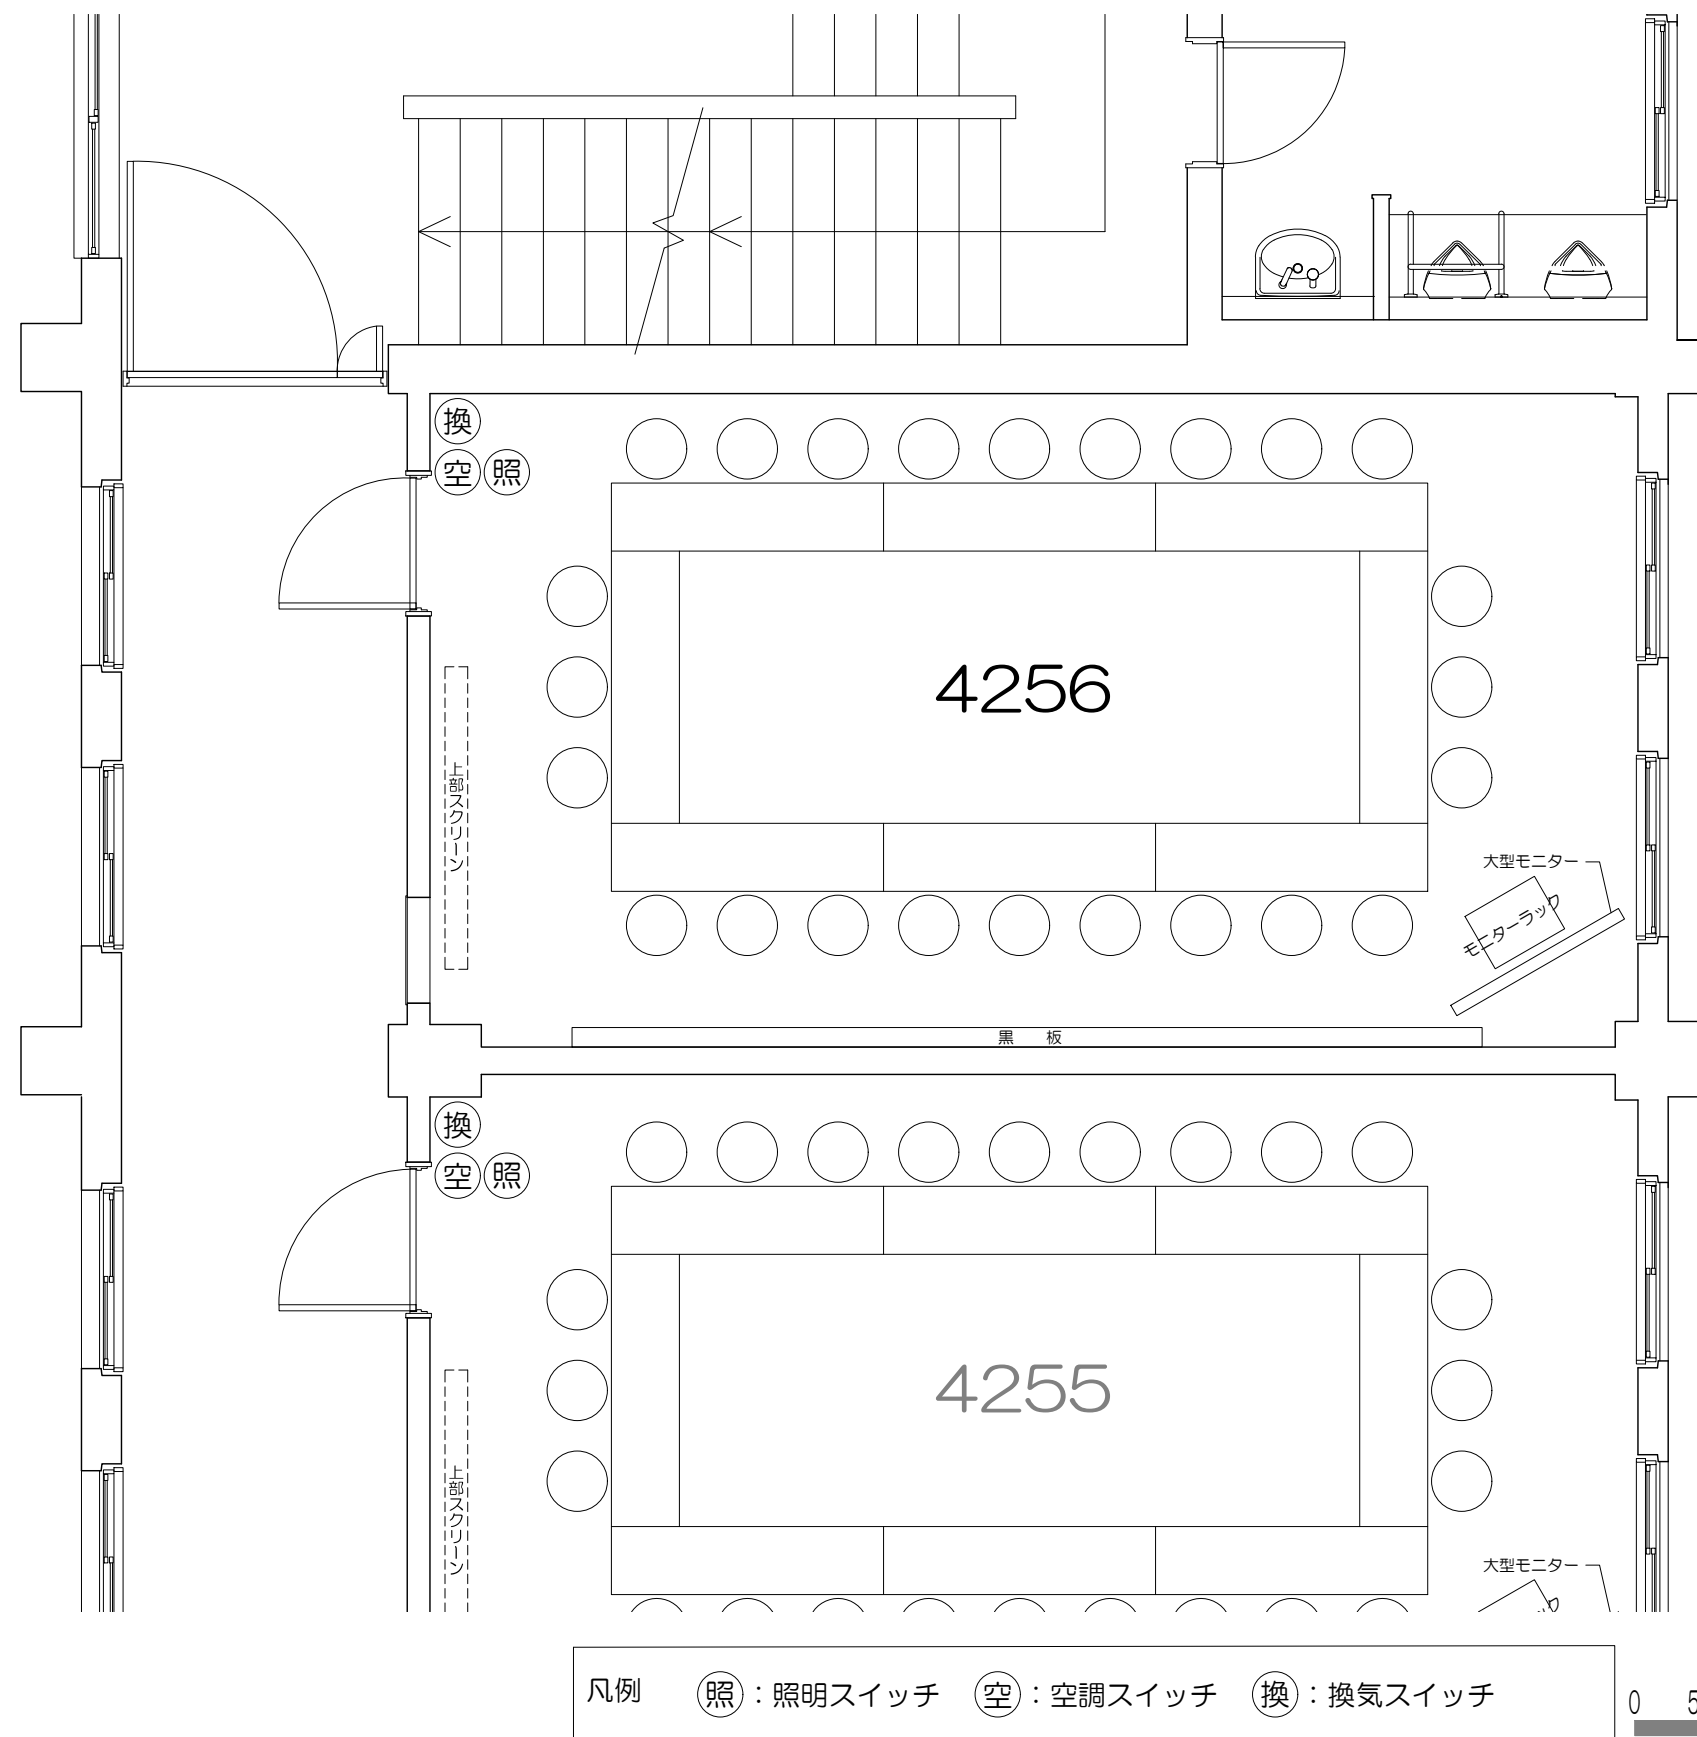 換
空 照
4256
上部スクリーン
大型モニター
モニターラック
黒 板
換
空 照
4255
上部スクリーン
大型モニター
凡例 照：照明スイッチ 空：空調スイッチ 換：換気スイッチ
0 5